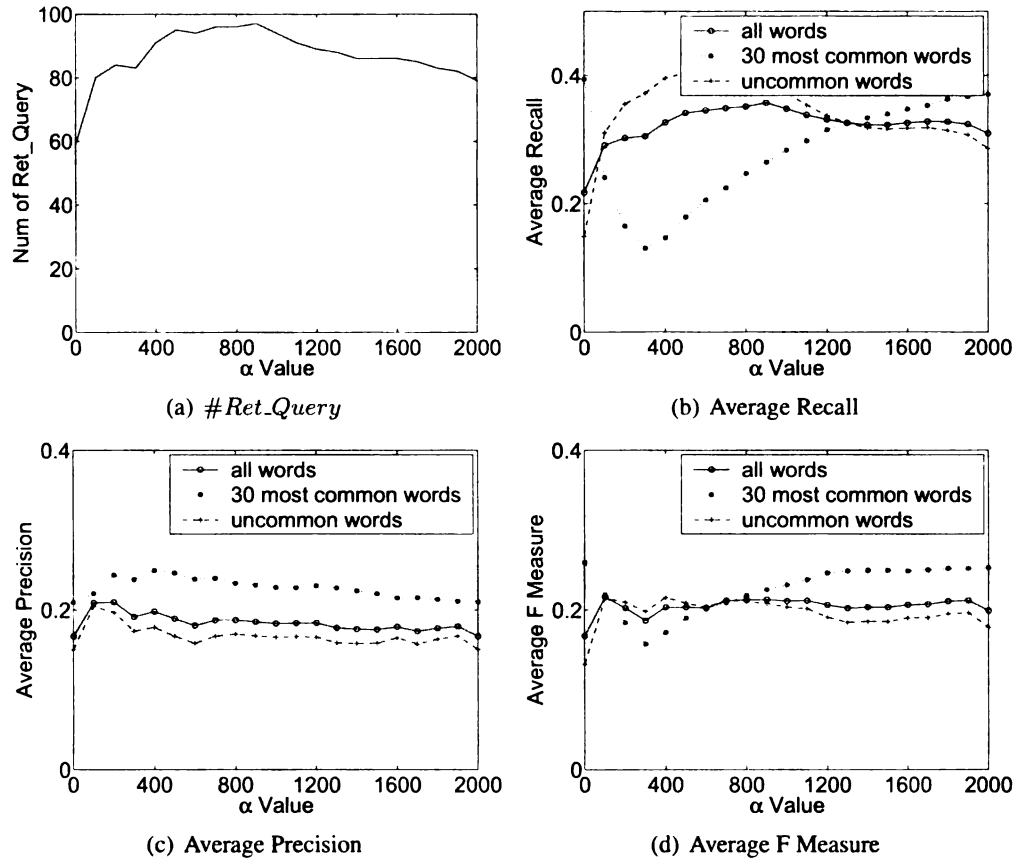 100
80
60
40
20
0
0 400 800 1200 1600 2000
Num of Ret_Query
α Value
(a) #Ret_Query
0.4
0.2
0
0 400 800 1200 1600 2000
Average Recall
α Value
all words
30 most common words
uncommon words
(b) Average Recall
0.4
0.2
0
0 400 800 1200 1600 2000
Average Precision
α Value
all words
30 most common words
uncommon words
(c) Average Precision
0.4
0.2
0
0 400 800 1200 1600 2000
Average F Measure
α Value
all words
30 most common words
uncommon words
(d) Average F Measure